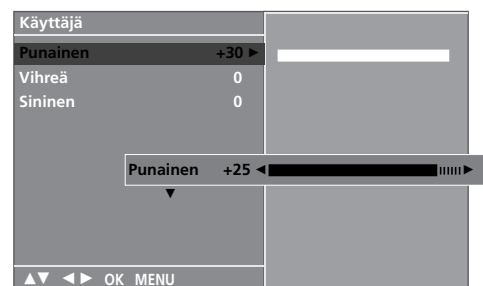 Käyttäjä
Punainen +30 ►
Vihreä 0
Sininen 0
Punainen +25 ◄ ►
▼
▲▼ ◄► OK MENU